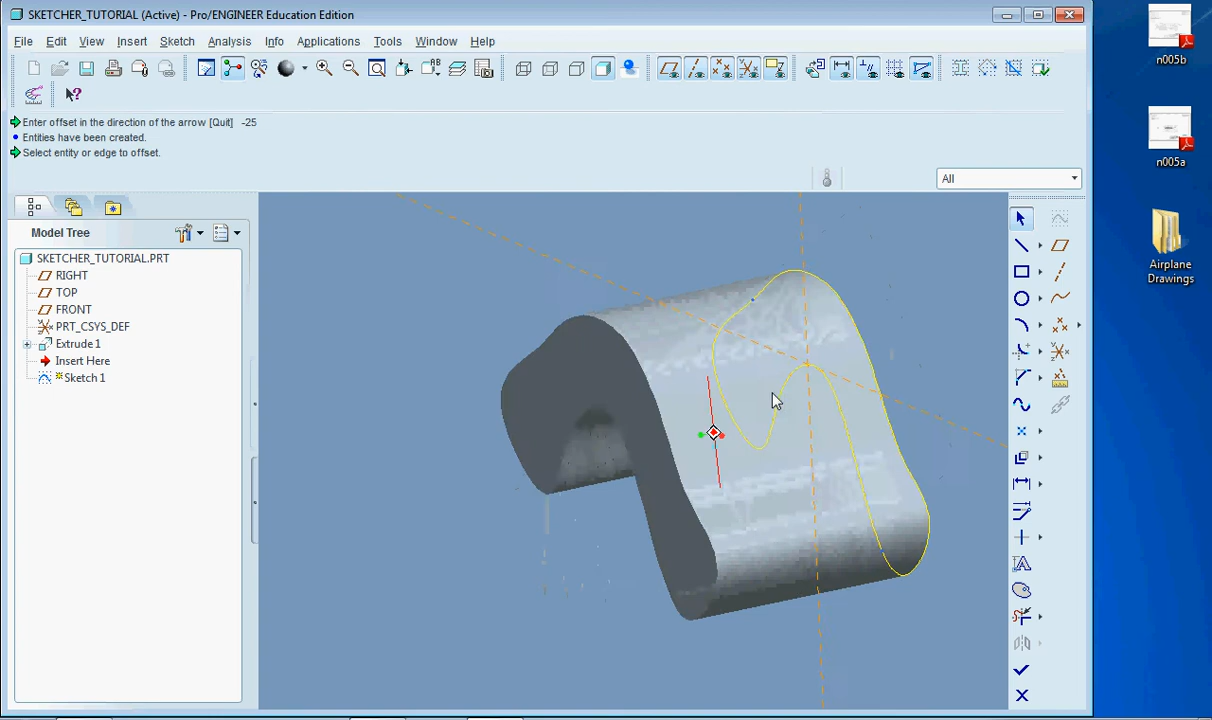 SKETCHER_TUTORIAL (Active) - Pro/ENGINEER Education Edition
File Edit View Insert Sketch Analysis Info Applications Tools Window Help
Enter offset in the direction of the arrow [Quit] -25
Entities have been created.
Select entity or edge to offset.
All
Model Tree
SKETCHER_TUTORIAL.PRT
RIGHT
TOP
FRONT
PRT_CSYS_DEF
Extrude 1
Insert Here
Sketch 1
n005b
n005a
Airplane
Drawings